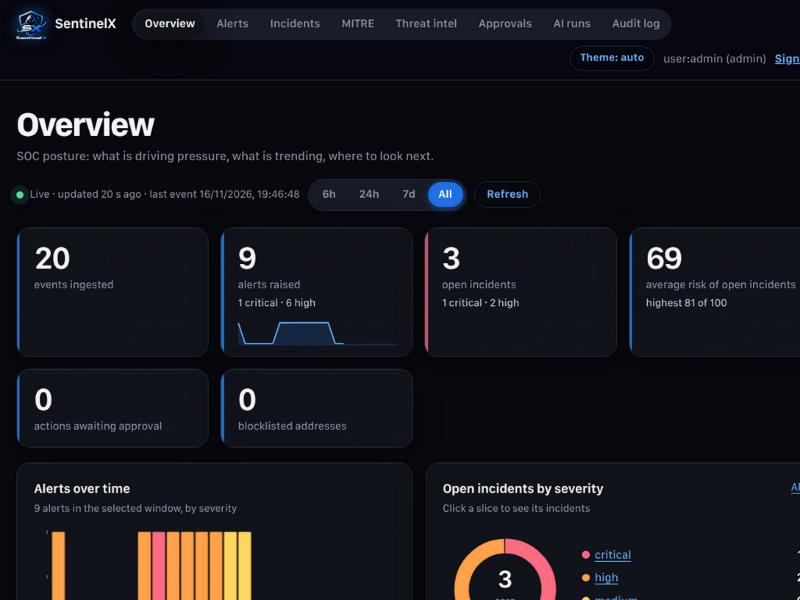 SentinelX
Overview Alerts Incidents MITRE Threat intel Approvals AI runs Audit log
Theme: auto user:admin (admin) Sign
Overview
SOC posture: what is driving pressure, what is trending, where to look next.
Live · updated 20 s ago · last event 16/11/2026, 19:46:48 6h 24h 7d All Refresh
20
events ingested
9
alerts raised
1 critical · 6 high
3
open incidents
1 critical · 2 high
69
average risk of open incidents
highest 81 of 100
0
actions awaiting approval
0
blocklisted addresses
Alerts over time
9 alerts in the selected window, by severity
1
1
Open incidents by severity
Click a slice to see its incidents
3
critical
high
medium